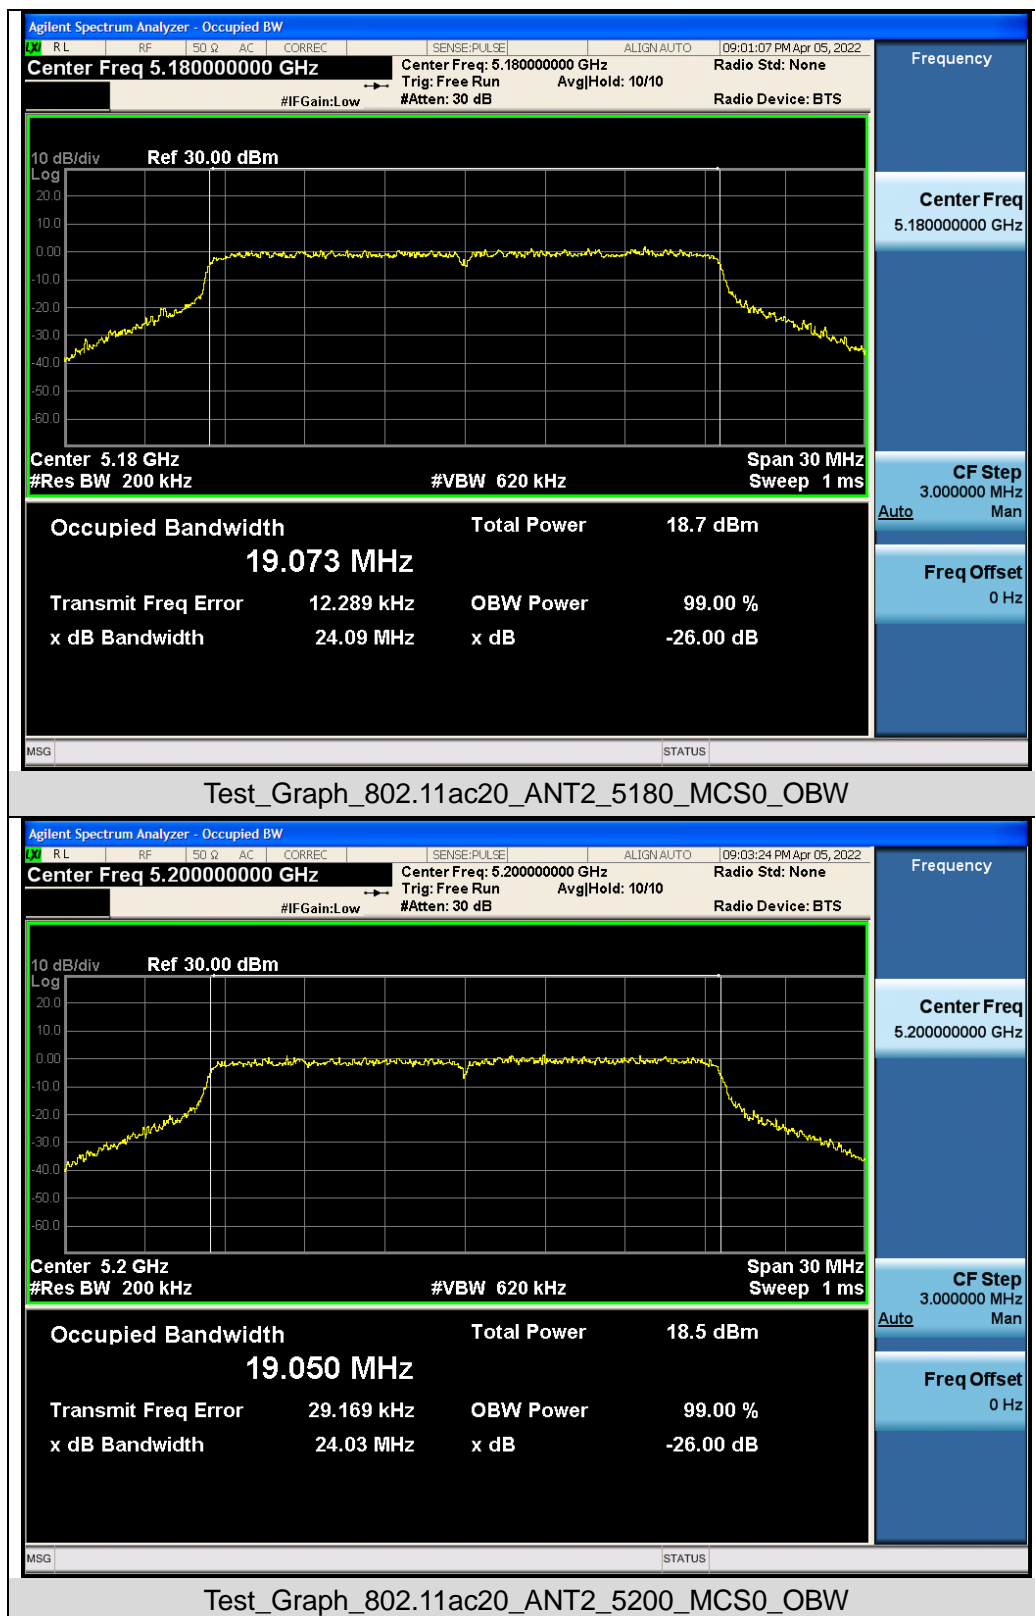 Agilent Spectrum Analyzer - Occupied BW
LXI RL RF 50 Ω AC CORREC SENSE:PULSE ALIGN AUTO 09:01:07 PM Apr 05, 2022
Center Freq 5.180000000 GHz Center Freq: 5.180000000 GHz Radio Std: None
Trig: Free Run Avg|Hold: 10/10
#IFGain:Low #Atten: 30 dB Radio Device: BTS
Frequency
10 dB/div Ref 30.00 dBm
Log
20.0
10.0
0.00
-10.0
-20.0
-30.0
-40.0
-50.0
-60.0
Center 5.18 GHz Span 30 MHz
#Res BW 200 kHz #VBW 620 kHz Sweep 1 ms
Center Freq
5.180000000 GHz
CF Step
3.000000 MHz
Auto Man
Freq Offset
0 Hz
Occupied Bandwidth Total Power 18.7 dBm
19.073 MHz
Transmit Freq Error 12.289 kHz OBW Power 99.00 %
x dB Bandwidth 24.09 MHz x dB -26.00 dB
MSG STATUS
Test_Graph_802.11ac20_ANT2_5180_MCS0_OBW
Agilent Spectrum Analyzer - Occupied BW
LXI RL RF 50 Ω AC CORREC SENSE:PULSE ALIGN AUTO 09:03:24 PM Apr 05, 2022
Center Freq 5.200000000 GHz Center Freq: 5.200000000 GHz Radio Std: None
Trig: Free Run Avg|Hold: 10/10
#IFGain:Low #Atten: 30 dB Radio Device: BTS
Frequency
10 dB/div Ref 30.00 dBm
Log
20.0
10.0
0.00
-10.0
-20.0
-30.0
-40.0
-50.0
-60.0
Center 5.2 GHz Span 30 MHz
#Res BW 200 kHz #VBW 620 kHz Sweep 1 ms
Center Freq
5.200000000 GHz
CF Step
3.000000 MHz
Auto Man
Freq Offset
0 Hz
Occupied Bandwidth Total Power 18.5 dBm
19.050 MHz
Transmit Freq Error 29.169 kHz OBW Power 99.00 %
x dB Bandwidth 24.03 MHz x dB -26.00 dB
MSG STATUS
Test_Graph_802.11ac20_ANT2_5200_MCS0_OBW